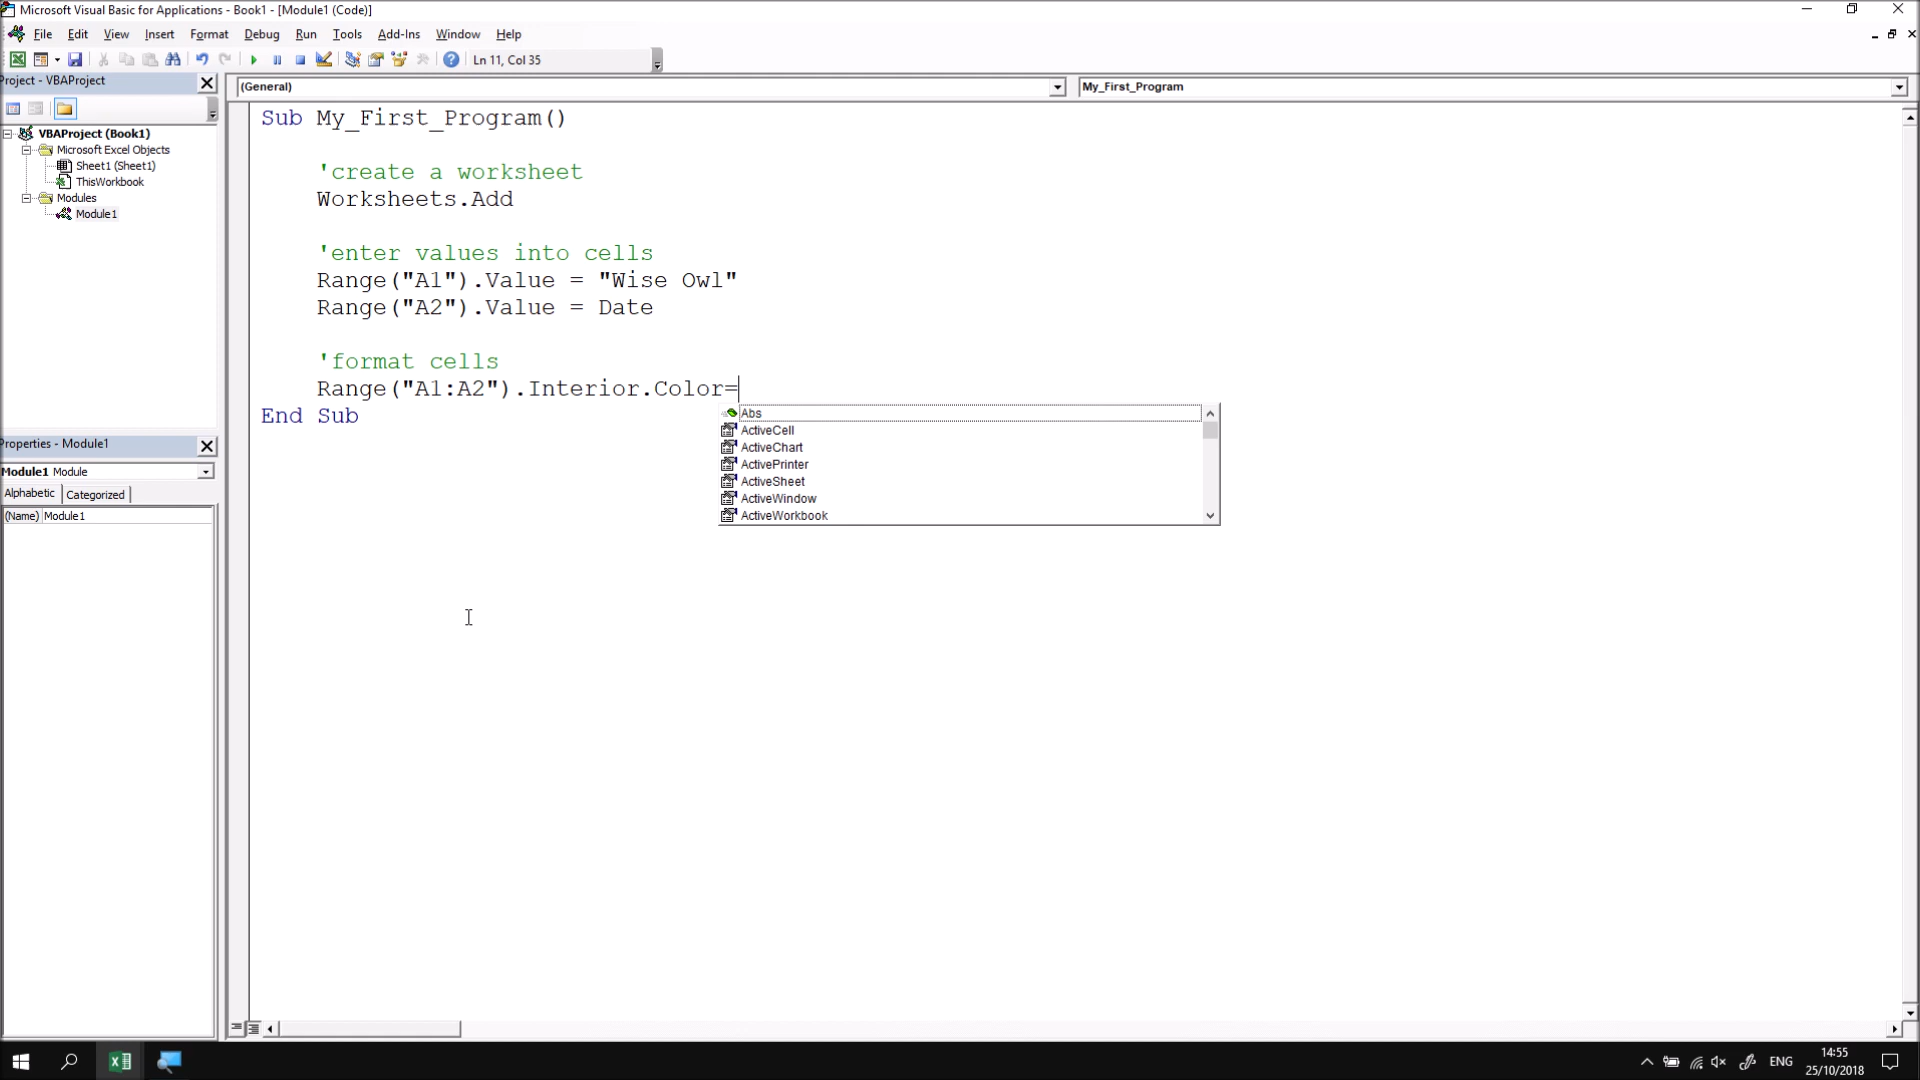 Microsoft Visual Basic for Applications - Book1 - [Module1 (Code)]
File Edit View Insert Format Debug Run Tools Add-Ins Window Help
Ln 11, Col 35
Project - VBAProject
(General)
My_First_Program
VBAProject (Book1)
Microsoft Excel Objects
Sheet1 (Sheet1)
ThisWorkbook
Modules
Module1
Properties - Module1
Module1 Module
Alphabetic Categorized
(Name) Module1
Sub My_First_Program()
'create a worksheet
Worksheets.Add
'enter values into cells
Range("A1").Value = "Wise Owl"
Range("A2").Value = Date
'format cells
Range("A1:A2").Interior.Color=
End Sub
Abs
ActiveCell
ActiveChart
ActivePrinter
ActiveSheet
ActiveWindow
ActiveWorkbook
ENG
14:55
25/10/2018